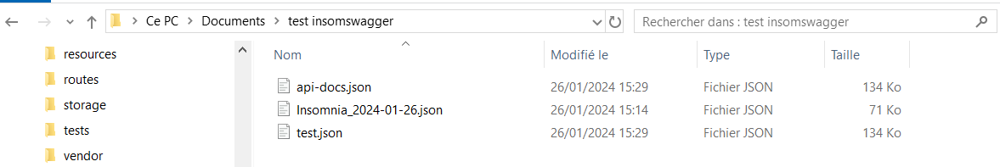 Ce PC > Documents > test insomswagger
Rechercher dans : test insomswagger
resources
routes
storage
tests
vendor
Nom Modifié le Type Taille
api-docs.json 26/01/2024 15:29 Fichier JSON 134 Ko
Insomnia_2024-01-26.json 26/01/2024 15:14 Fichier JSON 71 Ko
test.json 26/01/2024 15:29 Fichier JSON 134 Ko